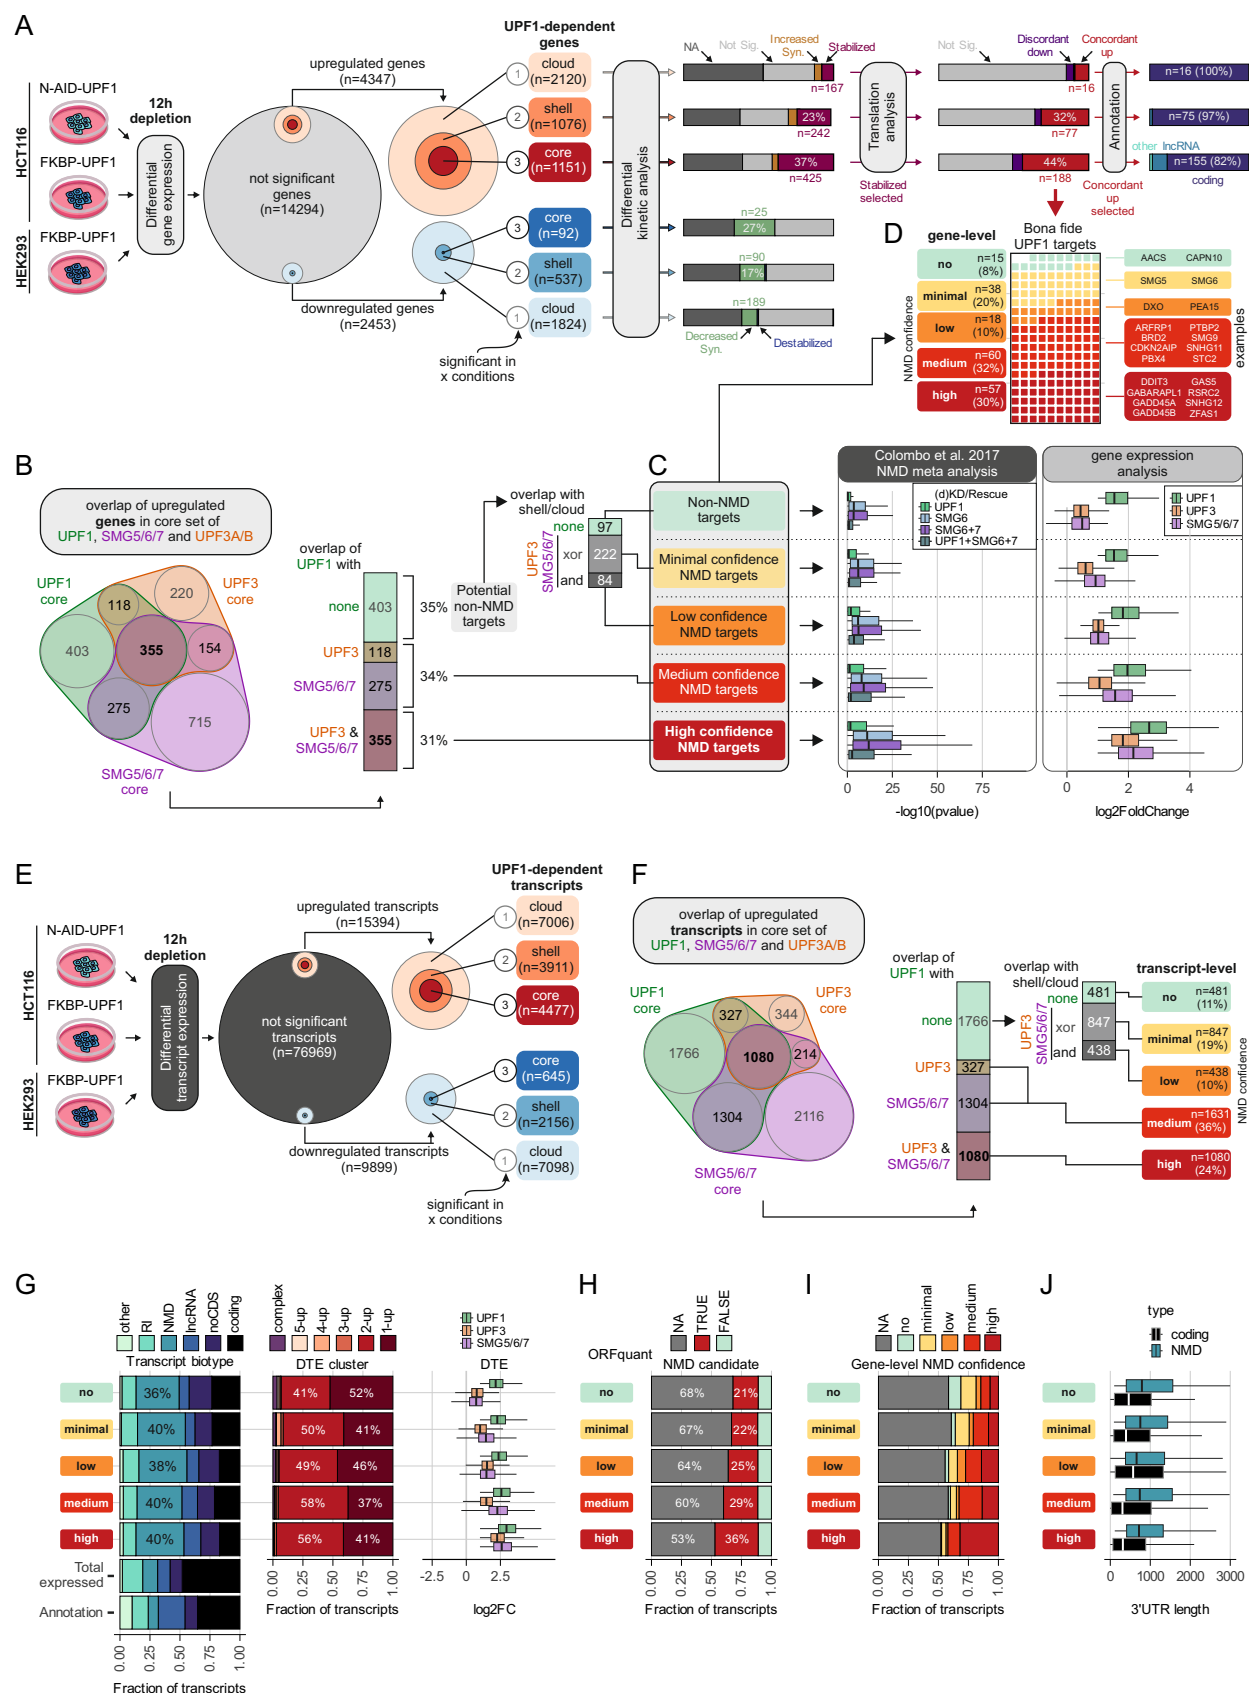 A
HCT116
HEK293
N-AID-UPF1
FKBP-UPF1
FKBP-UPF1
12h
depletion
Differential
gene expression
upregulated genes
(n=4347)
not significant
genes
(n=14294)
downregulated genes
(n=2453)
UPF1-dependent
genes
1
cloud
(n=2120)
2
shell
(n=1076)
3
core
(n=1151)
3
core
(n=92)
2
shell
(n=537)
1
cloud
(n=1824)
significant in
x conditions
Differential
kinetic analysis
NA
Not Sig.
Increased
Syn.
Stabilized
n=167
23%
n=242
37%
n=425
n=25
27%
n=90
17%
n=189
Decreased
Syn.
Destabilized
Translation
analysis
Stabilized
selected
Not Sig.
Discordant
down
Concordant
up
n=16
32%
n=77
44%
n=188
Annotation
Concordant
up
selected
n=16 (100%)
n=75 (97%)
other
lncRNA
n=155 (82%)
coding
D
gene-level
Bona fide
UPF1 targets
NMD confidence
no
n=15
(8%)
minimal
n=38
(20%)
low
n=18
(10%)
medium
n=60
(32%)
high
n=57
(30%)
AACS CAPN10
SMG5 SMG6
DXO PEA15
ARFRP1 PTBP2
BRD2 SMG9
CDKN2AIP SNHG11
PBX4 STC2
DDIT3 GAS5
GABARAPL1 RSRC2
GADD45A SNHG12
GADD45B ZFAS1
examples
B
overlap of upregulated
genes in core set of
UPF1, SMG5/6/7 and UPF3A/B
UPF1
core
UPF3
core
SMG5/6/7
core
118
220
403
355
154
275
715
overlap of
UPF1 with
none
403
UPF3
118
SMG5/6/7
275
UPF3 &
SMG5/6/7
355
35%
34%
31%
Potential
non-NMD
targets
overlap with
shell/cloud
none
97
UPF3
SMG5/6/7
xor
222
and
84
C
Non-NMD
targets
Minimal confidence
NMD targets
Low confidence
NMD targets
Medium confidence
NMD targets
High confidence
NMD targets
Colombo et al. 2017
NMD meta analysis
(d)KD/Rescue
UPF1
SMG6
SMG6+7
UPF1+SMG6+7
0 25 50 75
-log10(pvalue)
gene expression
analysis
UPF1
UPF3
SMG5/6/7
0 2 4
log2FoldChange
E
HCT116
HEK293
N-AID-UPF1
FKBP-UPF1
FKBP-UPF1
12h
depletion
Differential
transcript expression
upregulated transcripts
(n=15394)
not significant
transcripts
(n=76969)
downregulated transcripts
(n=9899)
UPF1-dependent
transcripts
1
cloud
(n=7006)
2
shell
(n=3911)
3
core
(n=4477)
3
core
(n=645)
2
shell
(n=2156)
1
cloud
(n=7098)
significant in
x conditions
F
overlap of upregulated
transcripts in core set of
UPF1, SMG5/6/7 and UPF3A/B
UPF1
core
UPF3
core
SMG5/6/7
core
327
344
1766
1080
214
1304
2116
overlap of
UPF1 with
none
1766
UPF3
327
SMG5/6/7
1304
UPF3 &
SMG5/6/7
1080
overlap with
shell/cloud
none
481
UPF3
SMG5/6/7
xor
847
and
438
transcript-level
no
n=481
(11%)
minimal
n=847
(19%)
low
n=438
(10%)
medium
n=1631
(36%)
high
n=1080
(24%)
NMD confidence
G
other
RI
NMD
lncRNA
noCDS
coding
Transcript biotype
no
minimal
low
medium
high
Total
expressed
Annotation
36%
40%
38%
40%
40%
0.00 0.25 0.50 0.75 1.00
Fraction of transcripts
complex
5-up
4-up
3-up
2-up
1-up
DTE cluster
41% 52%
50% 41%
49% 46%
58% 37%
56% 41%
0.00 0.25 0.50 0.75 1.00
Fraction of transcripts
UPF1
UPF3
SMG5/6/7
DTE
-2.5 0 2.5
log2FC
H
NA
TRUE
FALSE
ORFquant
NMD candidate
no
minimal
low
medium
high
68% 21%
67% 22%
64% 25%
60% 29%
53% 36%
0.00 0.25 0.50 0.75 1.00
Fraction of transcripts
I
NA
no
minimal
low
medium
high
Gene-level NMD confidence
no
minimal
low
medium
high
0.00 0.25 0.50 0.75 1.00
Fraction of transcripts
J
type
coding
NMD
no
minimal
low
medium
high
0 1000 2000 3000
3'UTR length